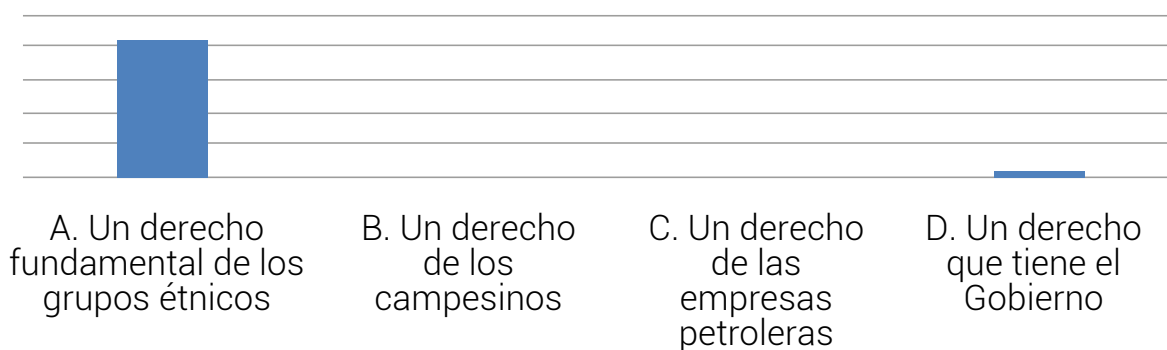 A. Un derecho
fundamental de los
grupos étnicos
B. Un derecho
de los
campesinos
C. Un derecho
de las
empresas
petroleras
D. Un derecho
que tiene el
Gobierno